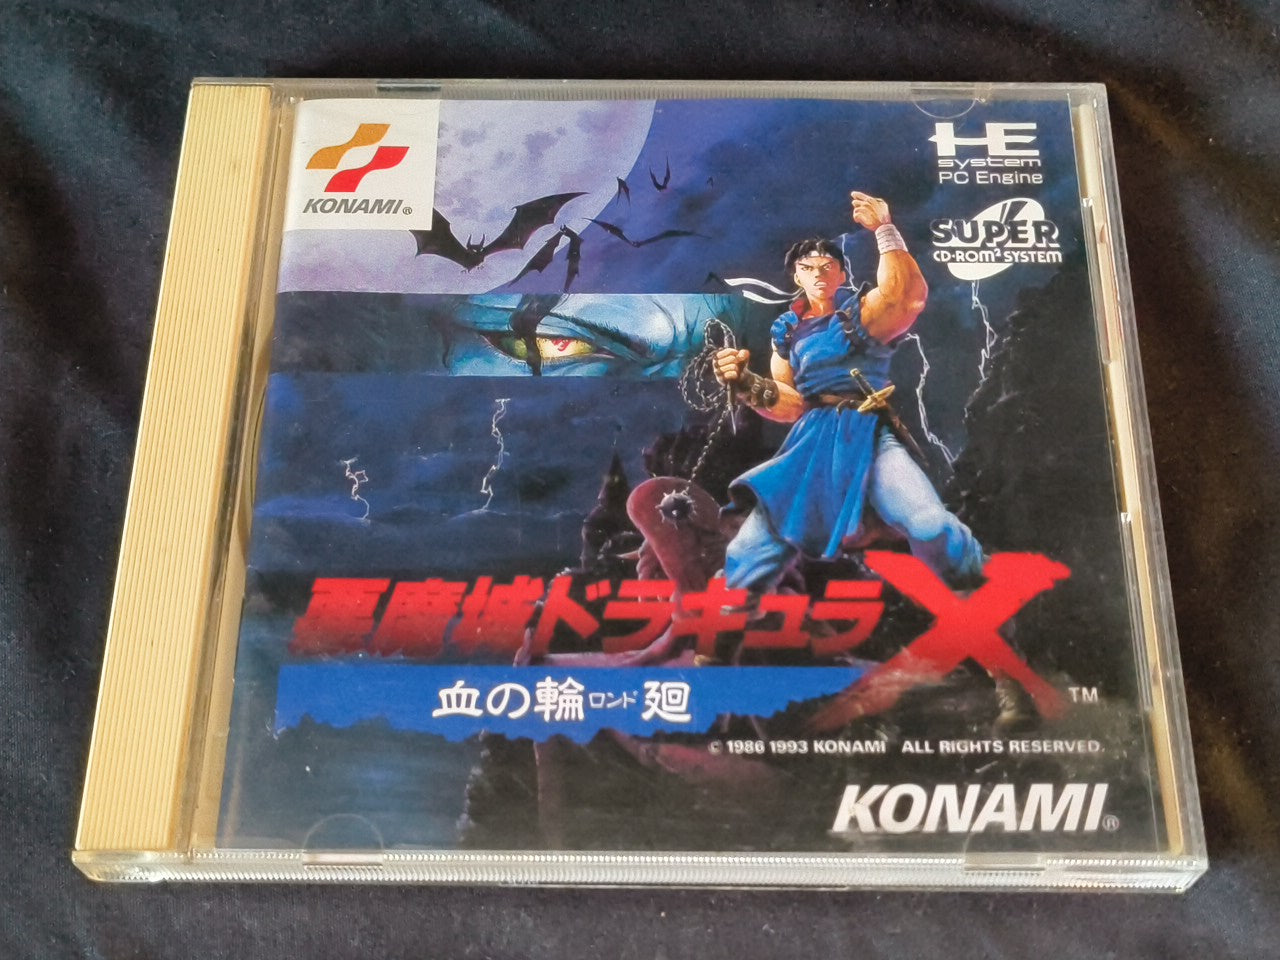 KONAMI®
HE
system
PC Engine
SUPER
CD-ROM² SYSTEM
悪魔城ドラキュラX
血の輪ロンド廻
TM
© 1986 1993 KONAMI ALL RIGHTS RESERVED.
KONAMI®